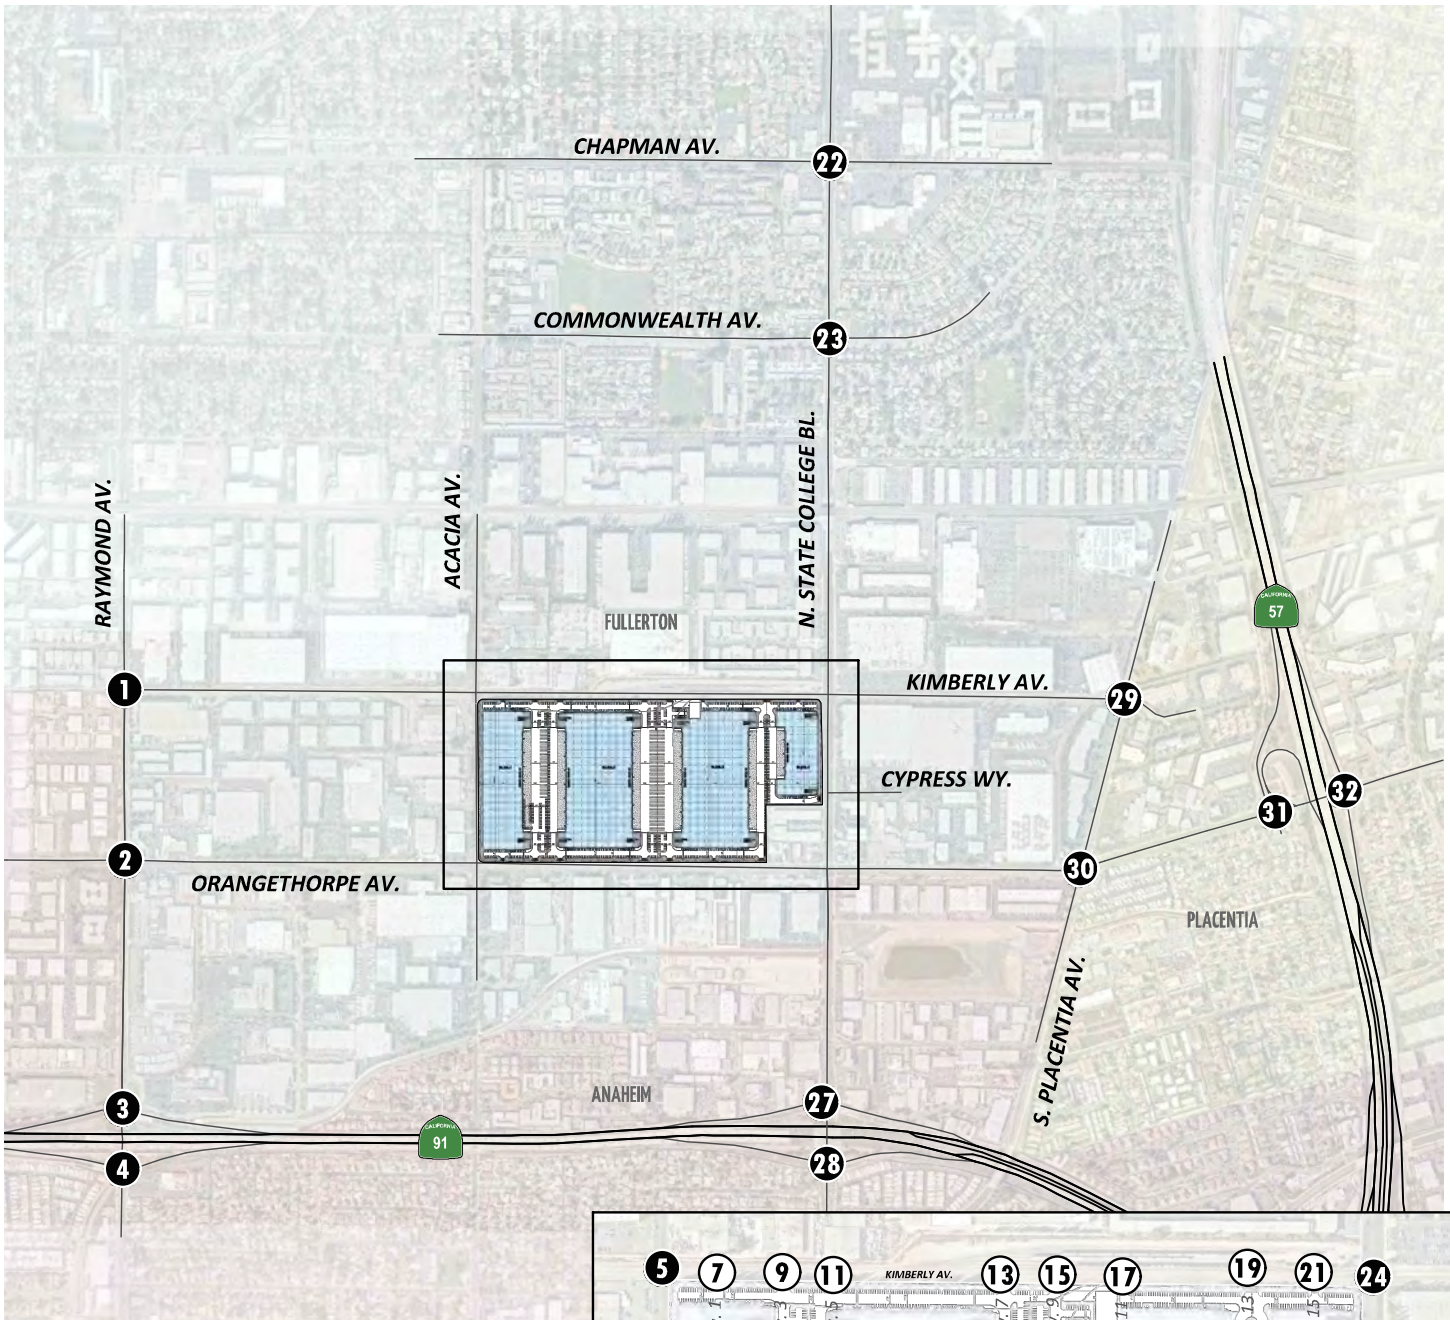 CHAPMAN AV.
22
COMMONWEALTH AV.
23
N. STATE COLLEGE BL.
RAYMOND AV.
ACACIA AV.
CALIFORNIA
57
FULLERTON
1
KIMBERLY AV.
29
CYPRESS WY.
32
31
2
ORANGETHORPE AV.
30
PLACENTIA
S. PLACENTIA AV.
ANAHEIM
3
27
CALIFORNIA
91
4
28
5
7
9
11
KIMBERLY AV.
13
15
17
19
21
24